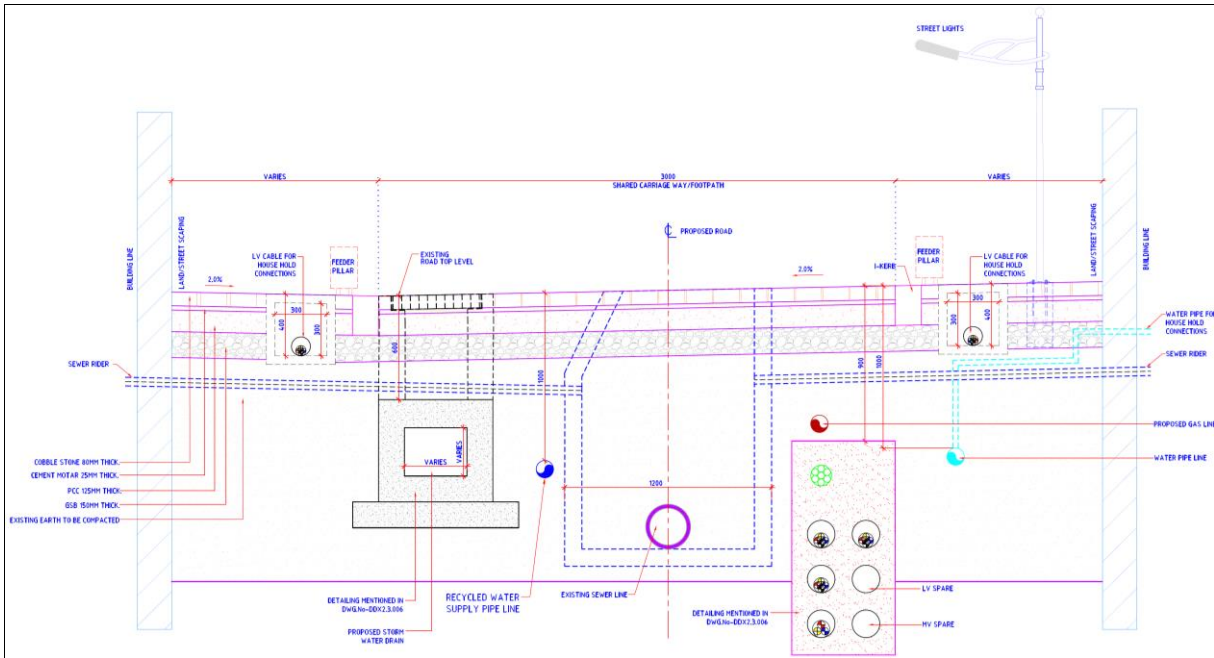 STREET LIGHTS
VARIES
3000
VARIES
SHARED CARRIAGE WAY/FOOTPATH
BUILDING LINE
LAND/STREET SCAPING
LAND/STREET SCAPING
BUILDING LINE
℄ PROPOSED ROAD
LV CABLE FOR
HOUSE HOLD
CONNECTIONS
FEEDER
PILLAR
EXISTING
ROAD TOP LEVEL
2.0%
2.0%
I-KERB
FEEDER
PILLAR
LV CABLE FOR
HOUSE HOLD
CONNECTIONS
300
400
300
600
1000
900
1000
300
300
400
WATER PIPE FOR
HOUSE HOLD
CONNECTIONS
SEWER RIDER
SEWER RIDER
PROPOSED GAS LINE
WATER PIPE LINE
COBBLE STONE 80MM THICK.
CEMENT MOTAR 25MM THICK.
PCC 125MM THICK.
GSB 150MM THICK.
EXISTING EARTH TO BE COMPACTED
VARIES
VARIES
1200
DETAILING MENTIONED IN
DWG.No-DDX2.3.006
PROPOSED STORM
WATER DRAIN
RECYCLED WATER
SUPPLY PIPE LINE
EXISTING SEWER LINE
DETAILING MENTIONED IN
DWG.No-DDX2.3.006
LV SPARE
MV SPARE